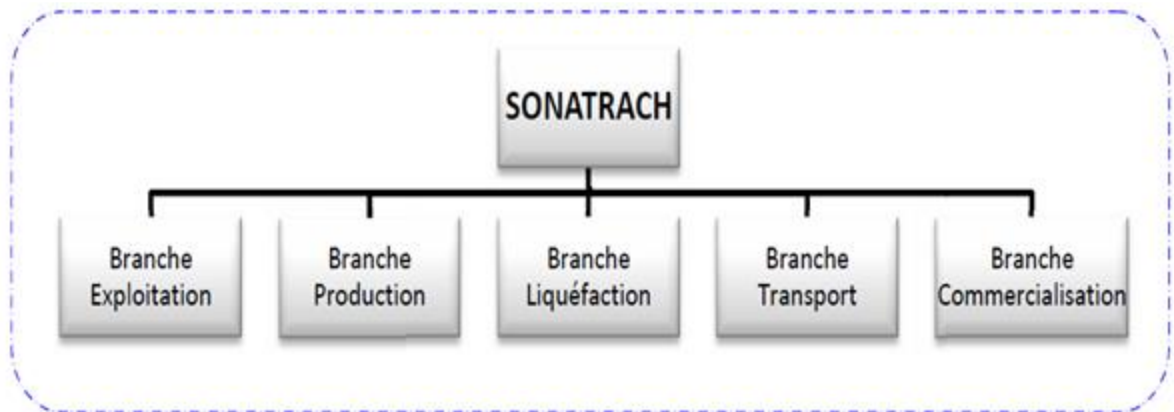 SONATRACH
Branche
Exploitation
Branche
Production
Branche
Liquéfaction
Branche
Transport
Branche
Commercialisation